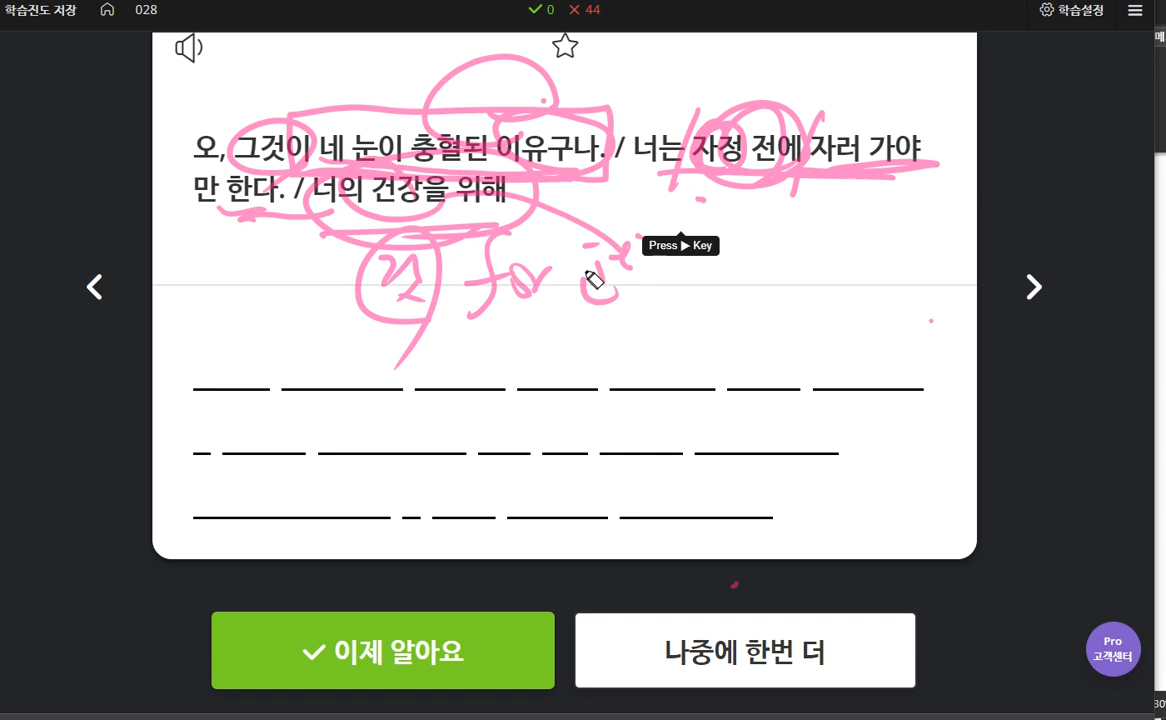 학습진도 저장 028 0 44 학습설정
메
오, 그것이 네 눈이 충혈된 이유구나. / 너는 자정 전에 자러 가야
만 한다. / 너의 건강을 위해
Press ▶ Key
이제 알아요 나중에 한번 더
Pro
고객센터